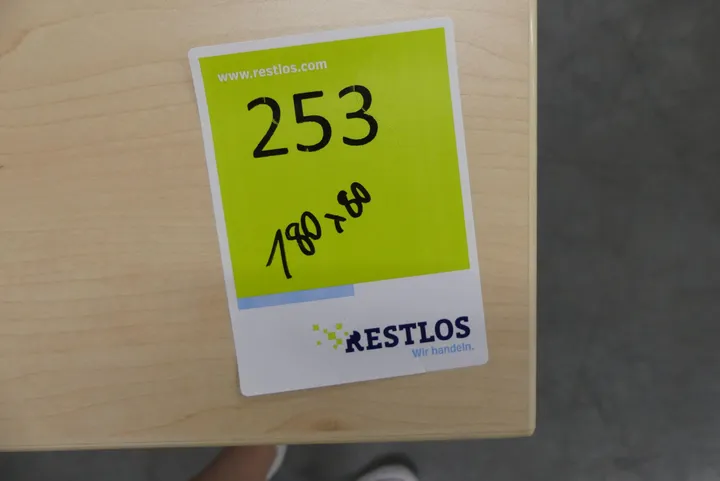 www.restlos.com
253
180x80
RESTLOS
Wir handeln.